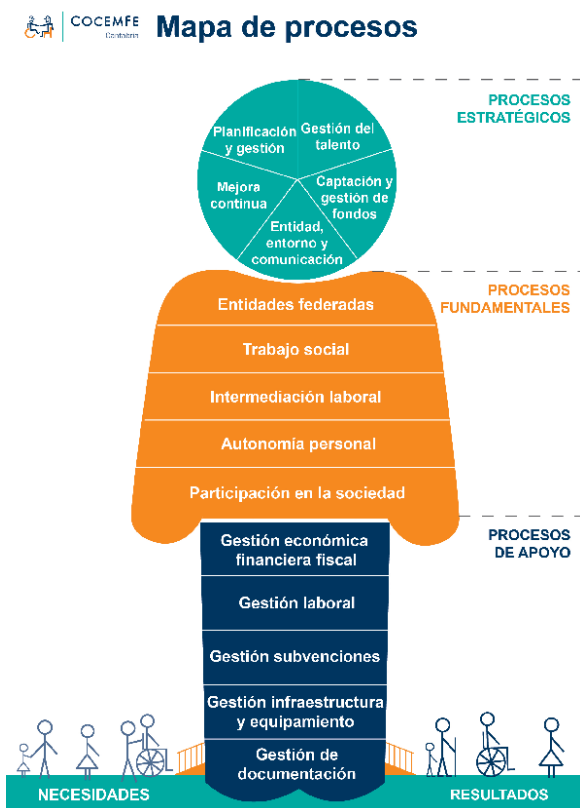 COCEMFE
Cantabria
Mapa de procesos
PROCESOS
ESTRATÉGICOS
Planificación
y gestión
Gestión del
talento
Mejora
continua
Captación y
gestión de
fondos
Entidad,
entorno y
comunicación
PROCESOS
FUNDAMENTALES
Entidades federadas
Trabajo social
Intermediación laboral
Autonomía personal
Participación en la sociedad
PROCESOS
DE APOYO
Gestión económica
financiera fiscal
Gestión laboral
Gestión subvenciones
Gestión infraestructura
y equipamiento
Gestión de
documentación
NECESIDADES
RESULTADOS